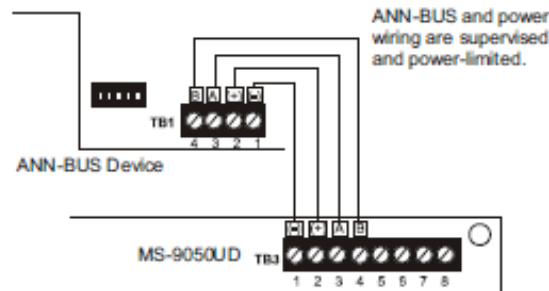 ANN-BUS and power
wiring are supervised
and power-limited.
B A (+) (-)
TB1
4 3 2 1
ANN-BUS Device
(-) (+) A B
MS-9050UD TB3
1 2 3 4 5 6 7 8